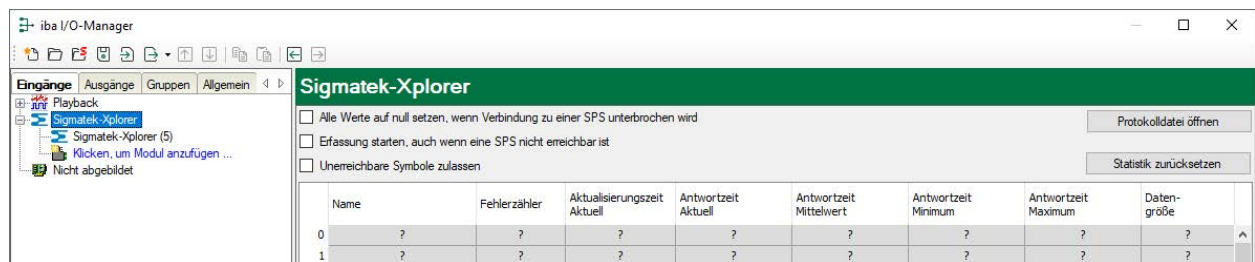 iba I/O-Manager
Eingänge Ausgänge Gruppen Allgemein
Playback
Sigmatek-Xplorer
Sigmatek-Xplorer (5)
Klicken, um Modul anzufügen ...
Nicht abgebildet
Sigmatek-Xplorer
Alle Werte auf null setzen, wenn Verbindung zu einer SPS unterbrochen wird
Protokolldatei öffnen
Erfassung starten, auch wenn eine SPS nicht erreichbar ist
Unerreichbare Symbole zulassen
Statistik zurücksetzen
Name Fehlerzähler Aktualisierungszeit Aktuell Antwortzeit Aktuell Antwortzeit Mittelwert Antwortzeit Minimum Antwortzeit Maximum Daten-größe
0 ? ? ? ? ? ? ? ?
1 ? ? ? ? ? ? ? ?